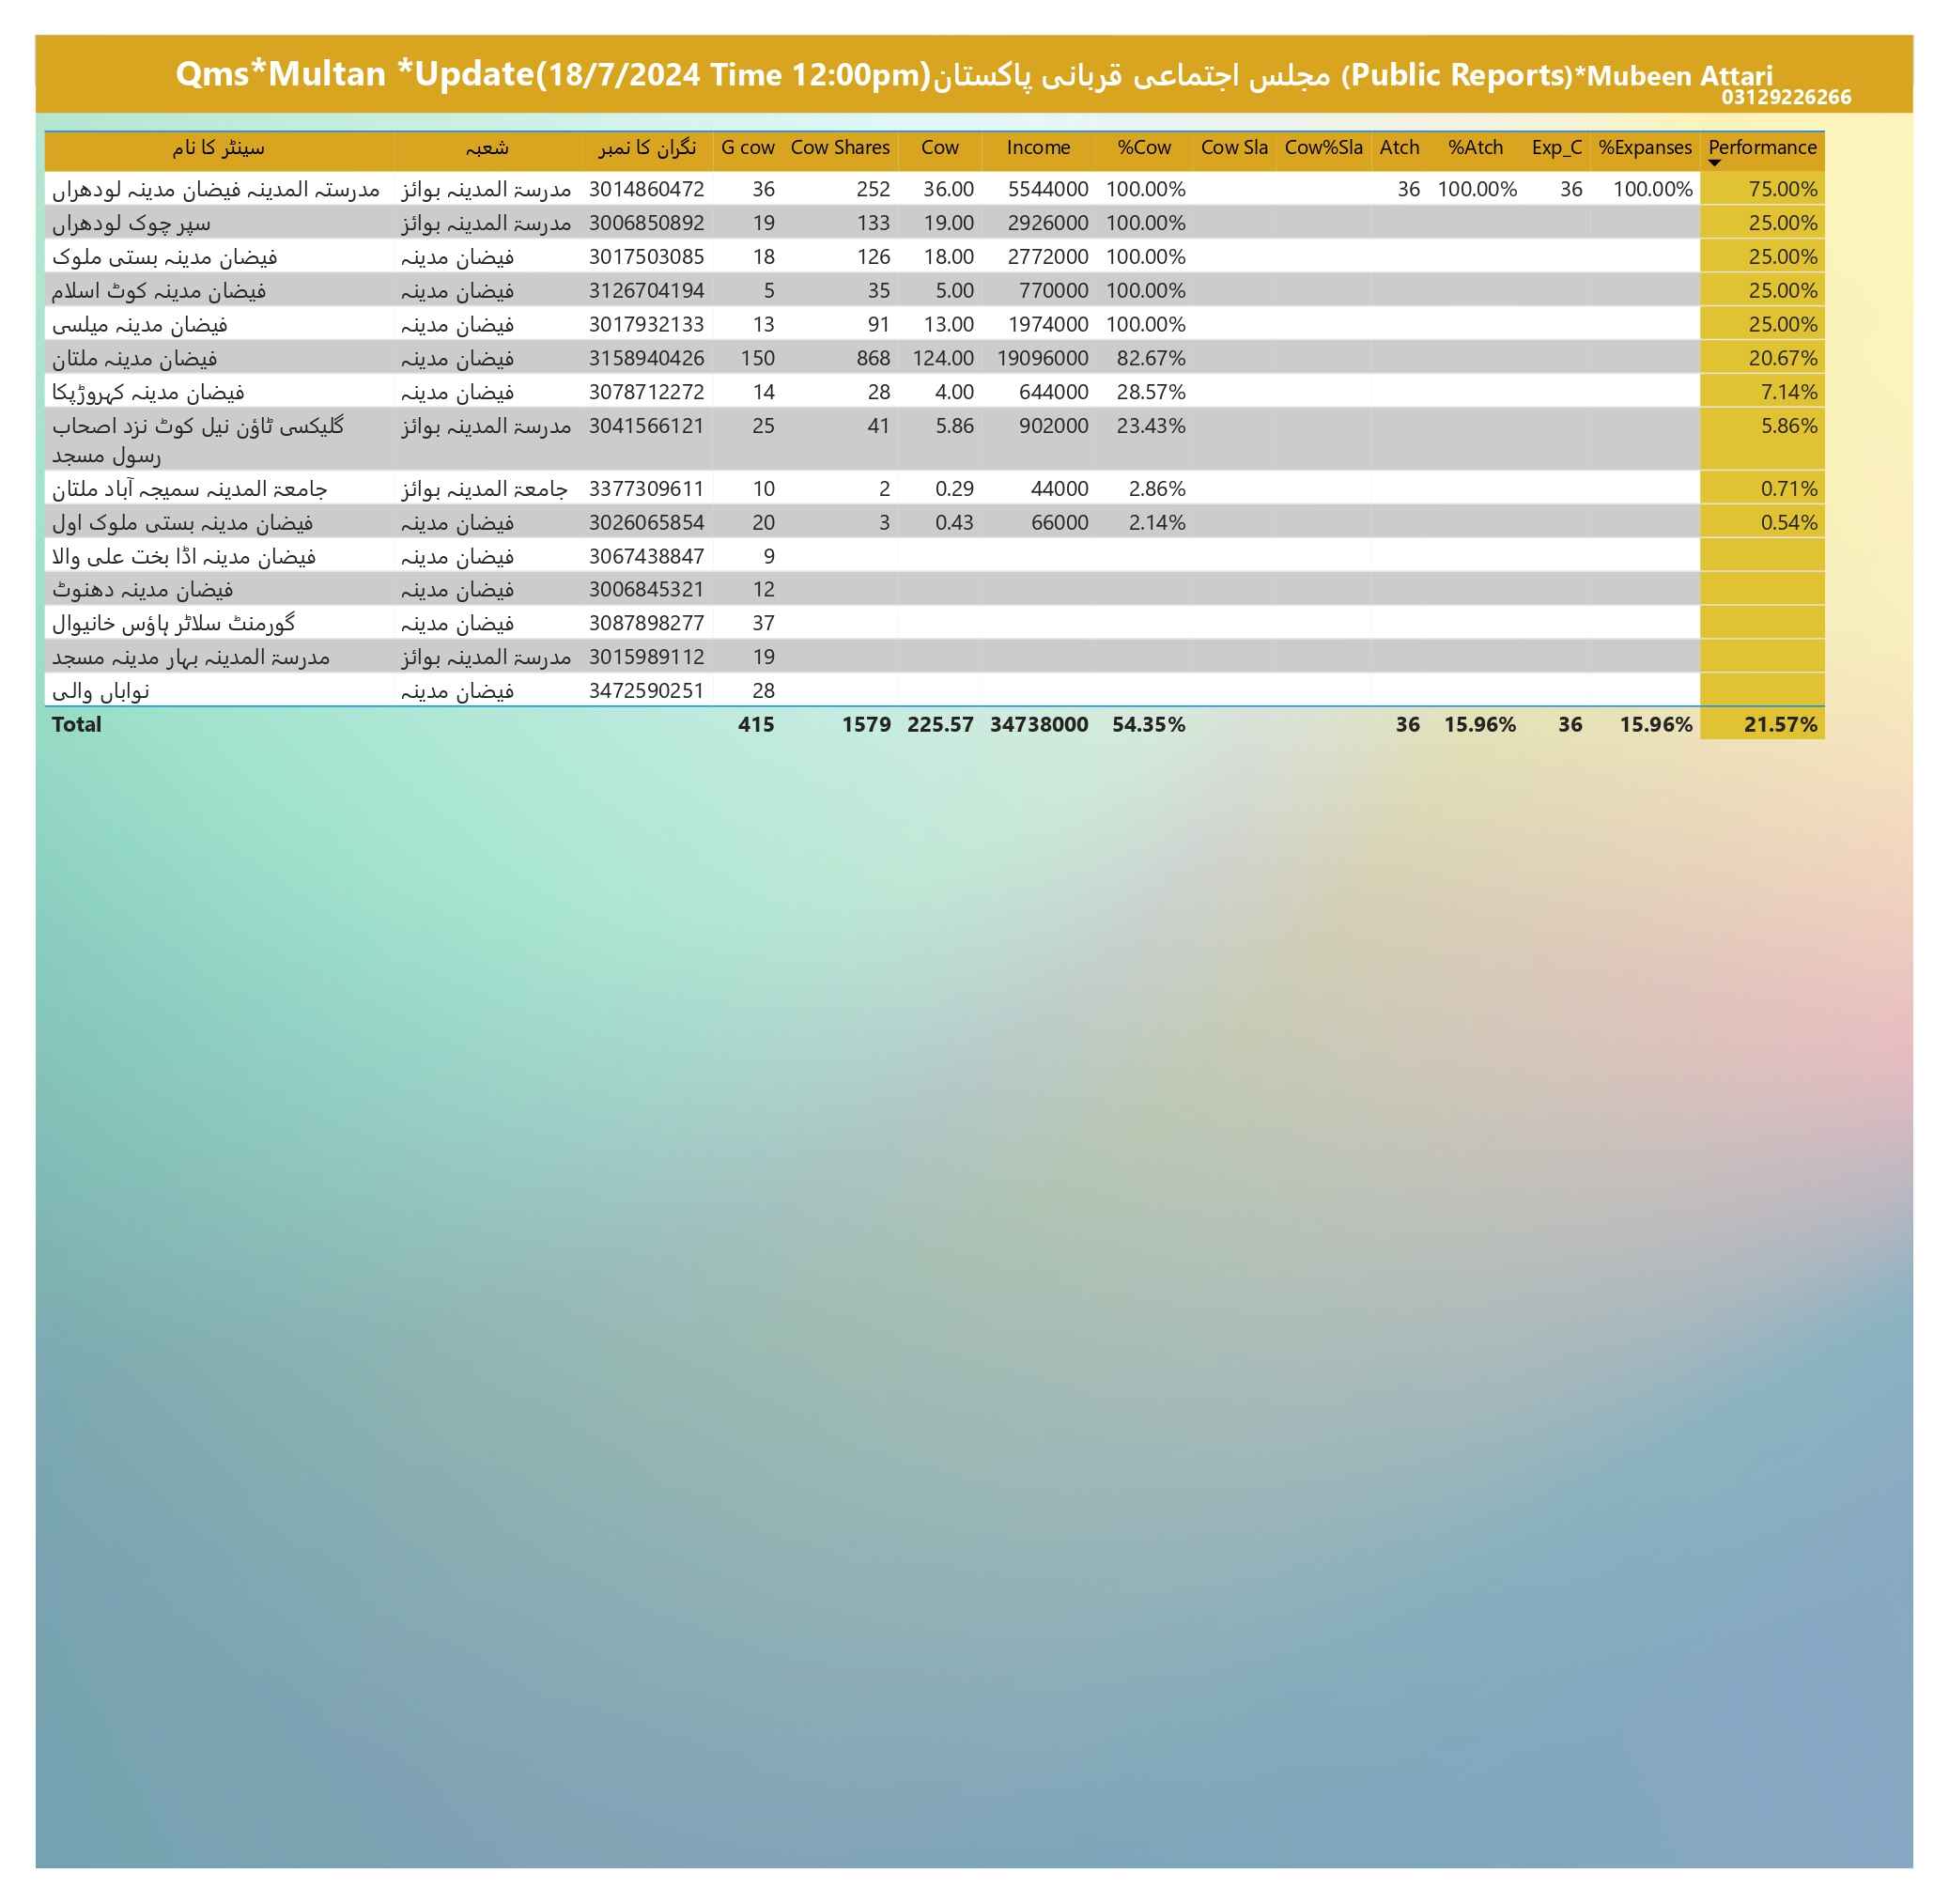 Qms*Multan *Update(18/7/2024 Time 12:00pm)مجلس اجتماعی قربانی پاکستان (Public Reports)*Mubeen Attari
03129226266
سینٹر کا نام شعبہ نگران کا نمبر G cow Cow Shares Cow Income %Cow Cow Sla Cow%Sla Atch %Atch Exp_C %Expanses Performance
مدرستہ المدینہ فیضان مدینہ لودھراں مدرسۃ المدینہ بوائز 3014860472 36 252 36.00 5544000 100.00% 36 100.00% 36 100.00% 75.00%
سپر چوک لودھراں مدرسۃ المدینہ بوائز 3006850892 19 133 19.00 2926000 100.00% 25.00%
فیضان مدینہ بستی ملوک فیضان مدینہ 3017503085 18 126 18.00 2772000 100.00% 25.00%
فیضان مدینہ کوٹ اسلام فیضان مدینہ 3126704194 5 35 5.00 770000 100.00% 25.00%
فیضان مدینہ میلسی فیضان مدینہ 3017932133 13 91 13.00 1974000 100.00% 25.00%
فیضان مدینہ ملتان فیضان مدینہ 3158940426 150 868 124.00 19096000 82.67% 20.67%
فیضان مدینہ کہروڑپکا فیضان مدینہ 3078712272 14 28 4.00 644000 28.57% 7.14%
گلیکسی ٹاؤن نیل کوٹ نزد اصحاب مدرسۃ المدینہ بوائز 3041566121 25 41 5.86 902000 23.43% 5.86%
رسول مسجد
جامعۃ المدینہ سمیجہ آباد ملتان جامعۃ المدینہ بوائز 3377309611 10 2 0.29 44000 2.86% 0.71%
فیضان مدینہ بستی ملوک اول فیضان مدینہ 3026065854 20 3 0.43 66000 2.14% 0.54%
فیضان مدینہ اڈا بخت علی والا فیضان مدینہ 3067438847 9
فیضان مدینہ دھنوٹ فیضان مدینہ 3006845321 12
گورمنٹ سلاٹر ہاؤس خانیوال فیضان مدینہ 3087898277 37
مدرسۃ المدینہ بہار مدینہ مسجد مدرسۃ المدینہ بوائز 3015989112 19
نواباں والی فیضان مدینہ 3472590251 28
Total 415 1579 225.57 34738000 54.35% 36 15.96% 36 15.96% 21.57%